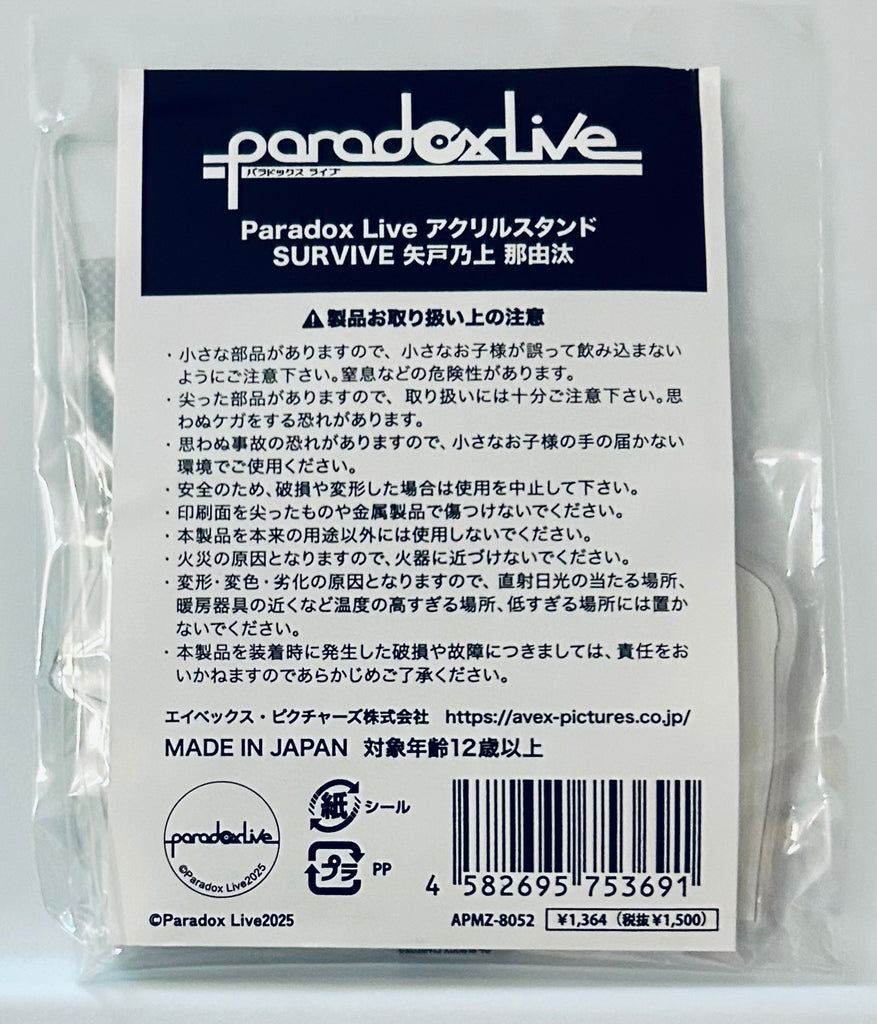 paradox Live
パラドックス ライブ
Paradox Live アクリルスタンド
SURVIVE 矢戸乃上 那由汰
製品お取り扱い上の注意
・小さな部品がありますので、小さなお子様が誤って飲み込まない
ようにご注意下さい。窒息などの危険性があります。
・尖った部品がありますので、取り扱いには十分ご注意下さい。思
わぬケガをする恐れがあります。
・思わぬ事故の恐れがありますので、小さなお子様の手の届かない
環境でご使用ください。
・安全のため、破損や変形した場合は使用を中止して下さい。
・印刷面を尖ったものや金属製品で傷つけないでください。
・本製品を本来の用途以外には使用しないでください。
・火災の原因となりますので、火器に近づけないでください。
・変形・変色・劣化の原因となりますので、直射日光の当たる場所、
暖房器具の近くなど温度の高すぎる場所、低すぎる場所には置か
ないでください。
・本製品を装着時に発生した破損や故障につきましては、責任をお
いかねますのであらかじめご了承ください。
エイベックス・ピクチャーズ株式会社 https://avex-pictures.co.jp/
MADE IN JAPAN 対象年齢12歳以上
paradox Live
©Paradox Live2025
紙 シール
プラ PP
4 582695 753691
©Paradox Live2025
APMZ-8052 ¥1,364（税抜¥1,500）